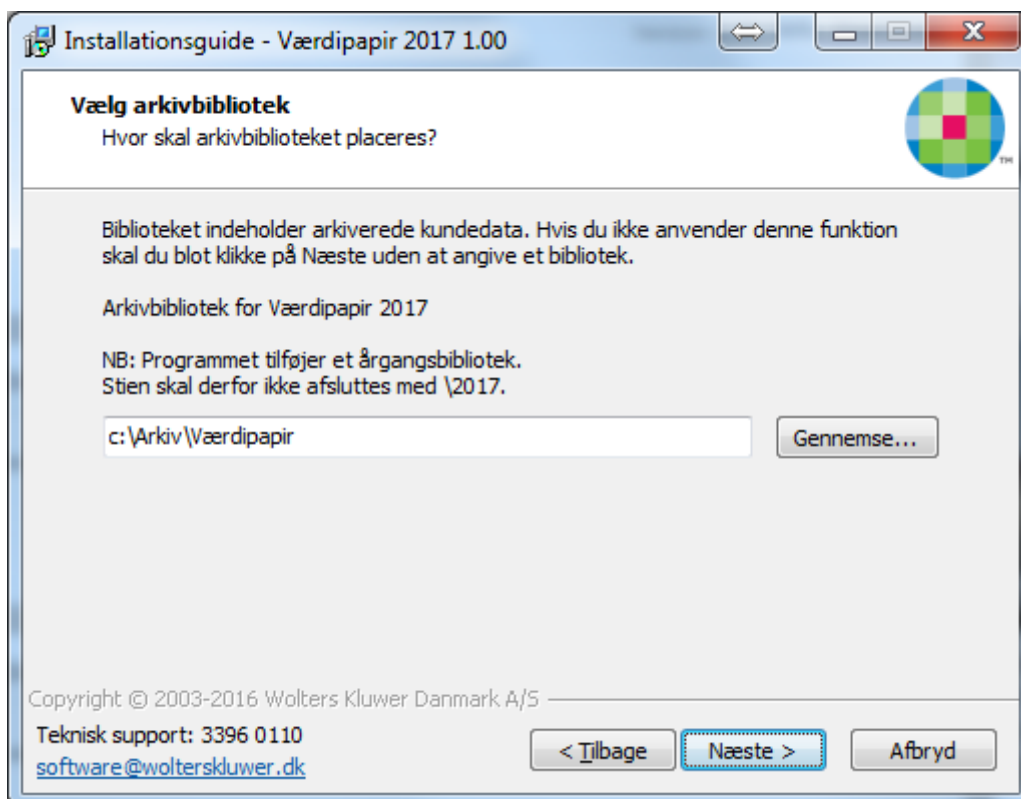 Installationsguide - Værdipapir 2017 1.00
Vælg arkivbibliotek
Hvor skal arkivbiblioteket placeres?
TM
Biblioteket indeholder arkiverede kundedata. Hvis du ikke anvender denne funktion
skal du blot klikke på Næste uden at angive et bibliotek.
Arkivbibliotek for Værdipapir 2017
NB: Programmet tilføjer et årgangsbibliotek.
Stien skal derfor ikke afsluttes med \2017.
c:\Arkiv\Værdipapir
Gennemse...
Copyright © 2003-2016 Wolters Kluwer Danmark A/S
Teknisk support: 3396 0110
software@wolterskluwer.dk
< Tilbage
Næste >
Afbryd